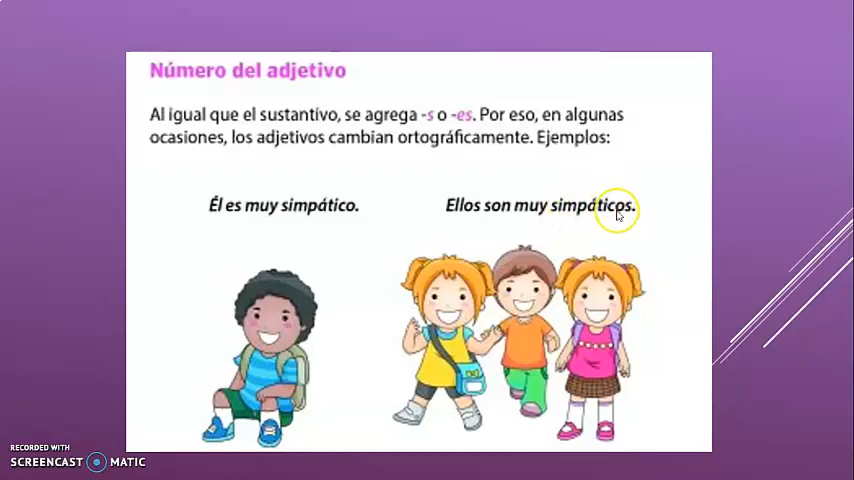 Número del adjetivo
Al igual que el sustantivo, se agrega -s o -es. Por eso, en algunas
ocasiones, los adjetivos cambian ortográficamente. Ejemplos:
Él es muy simpático.
Ellos son muy simpáticos.
RECORDED WITH
SCREENCAST MATIC